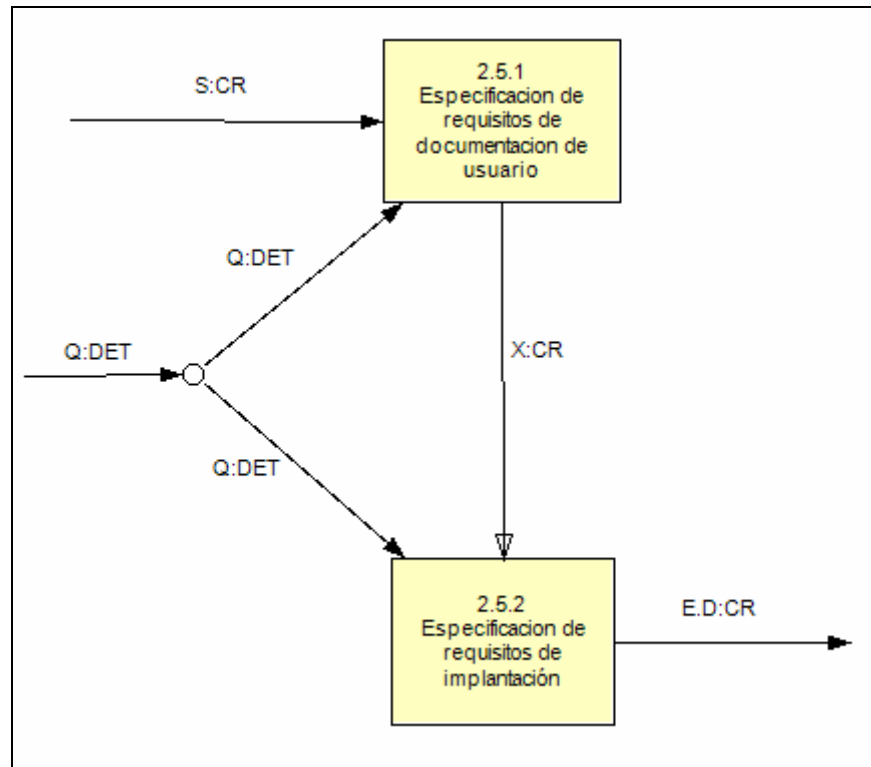 2.5.1
Especificacion de
requisitos de
documentacion de
usuario
S:CR
Q:DET
Q:DET
X:CR
Q:DET
2.5.2
Especificacion de
requisitos de
implantación
E.D:CR